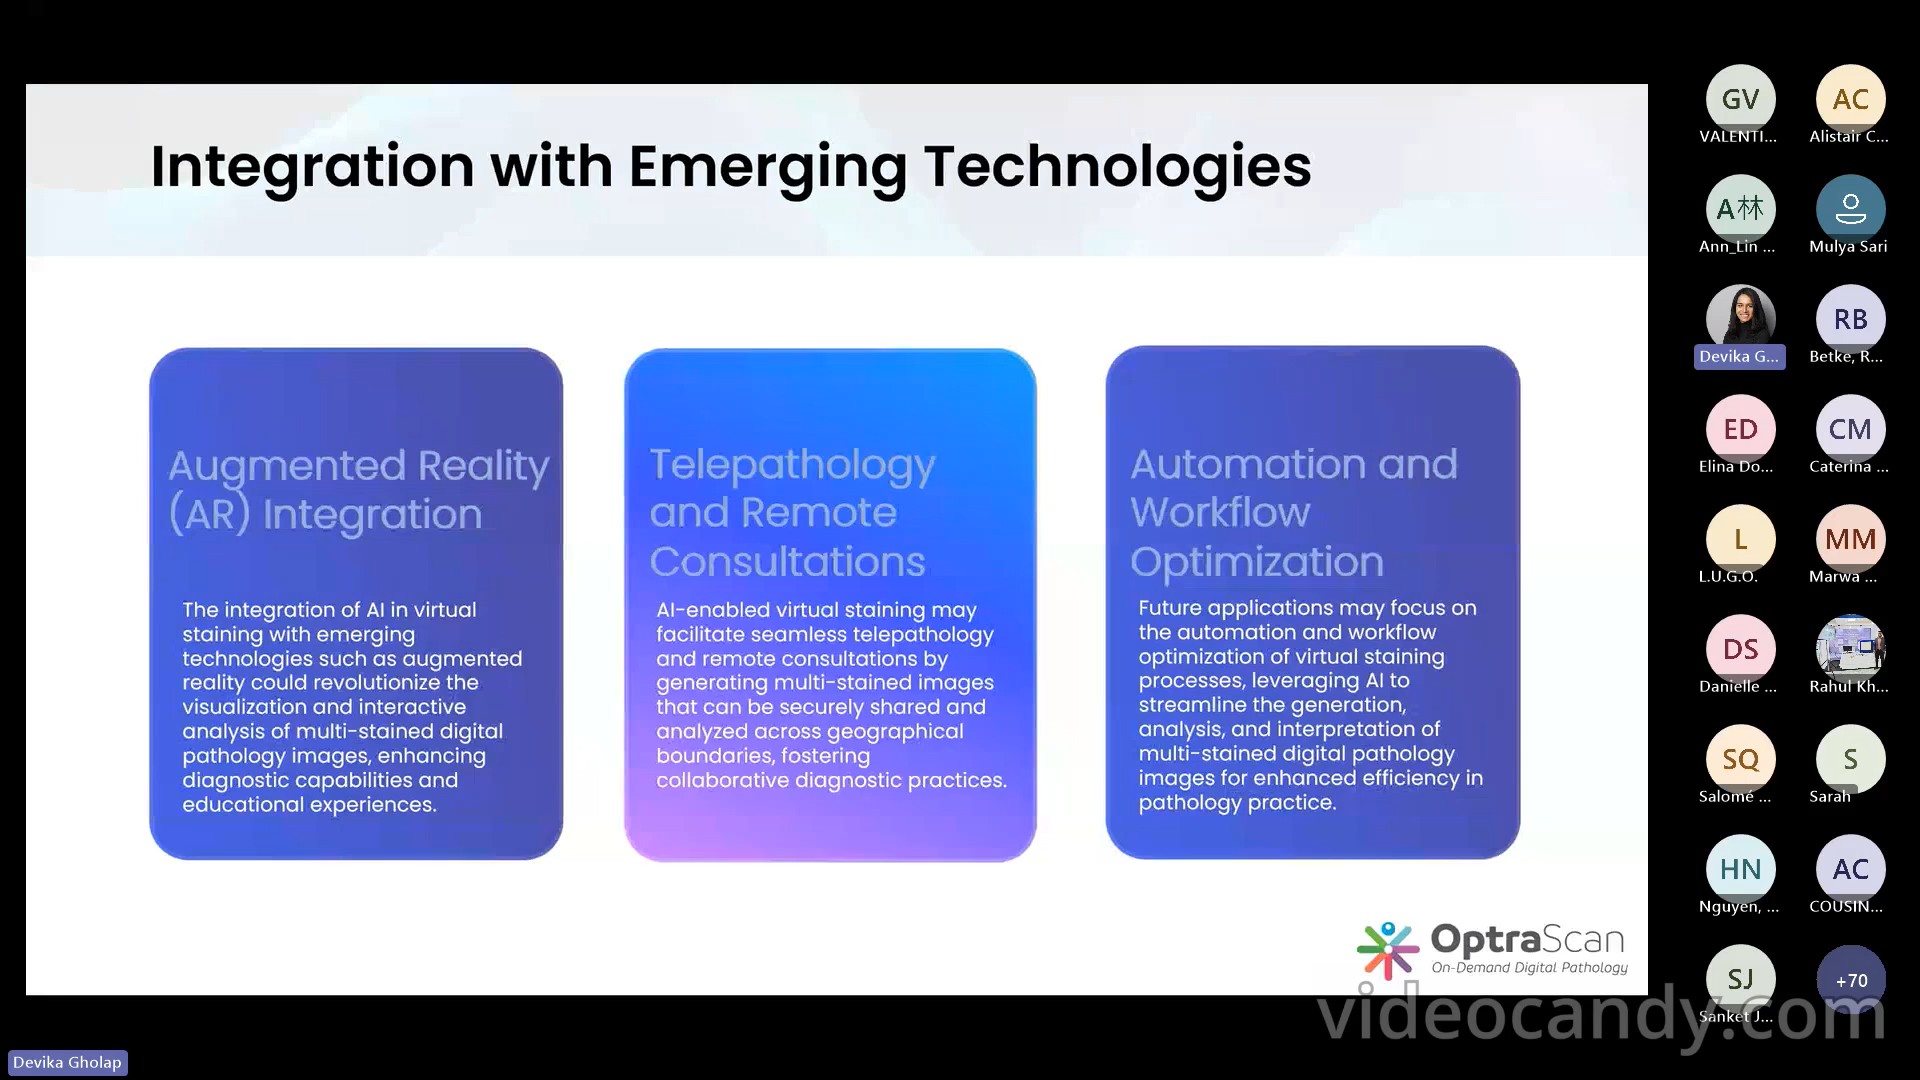 Integration with Emerging Technologies
Augmented Reality
(AR) Integration
The integration of AI in virtual
staining with emerging
technologies such as augmented
reality could revolutionize the
visualization and interactive
analysis of multi-stained digital
pathology images, enhancing
diagnostic capabilities and
educational experiences.
Telepathology
and Remote
Consultations
AI-enabled virtual staining may
facilitate seamless telepathology
and remote consultations by
generating multi-stained images
that can be securely shared and
analyzed across geographical
boundaries, fostering
collaborative diagnostic practices.
Automation and
Workflow
Optimization
Future applications may focus on
the automation and workflow
optimization of virtual staining
processes, leveraging AI to
streamline the generation,
analysis, and interpretation of
multi-stained digital pathology
images for enhanced efficiency in
pathology practice.
OptraScan
On-Demand Digital Pathology
GV
VALENTI...
AC
Alistair C...
A林
Ann_Lin ...
Mulya Sari
Devika G...
RB
Betke, R...
ED
Elina Do...
CM
Caterina ...
L
L.U.G.O.
MM
Marwa ...
DS
Danielle ...
Rahul Kh...
SQ
Salomé ...
S
Sarah
HN
Nguyen, ...
AC
COUSIN...
SJ
Sanket J...
+70
videocandy.com
Devika Gholap